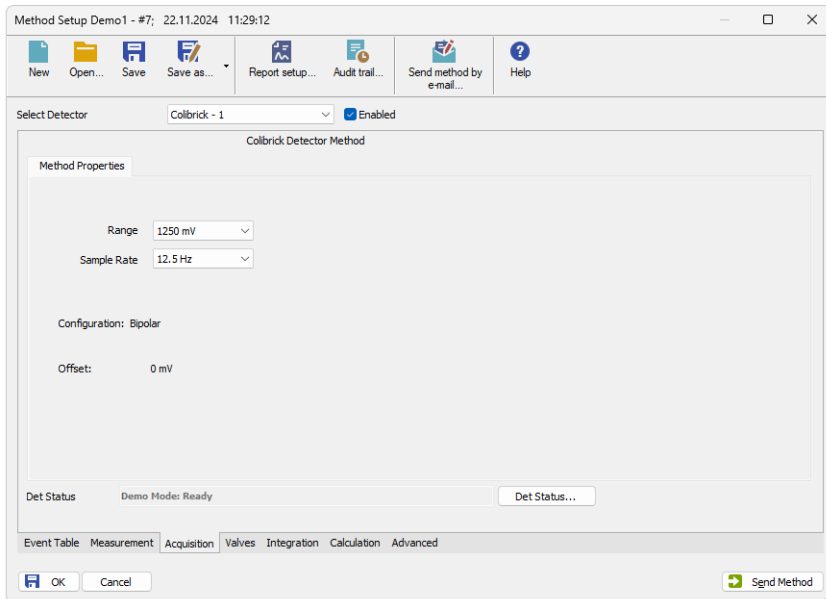 Method Setup Demo1 - #7; 22.11.2024 11:29:12
New Open... Save Save as... Report setup... Audit trail... Send method by e-mail... Help
Select Detector Colibrick - 1 Enabled
Colibrick Detector Method
Method Properties
Range 1250 mV
Sample Rate 12.5 Hz
Configuration: Bipolar
Offset: 0 mV
Det Status Demo Mode: Ready Det Status...
Event Table Measurement Acquisition Valves Integration Calculation Advanced
OK Cancel Send Method